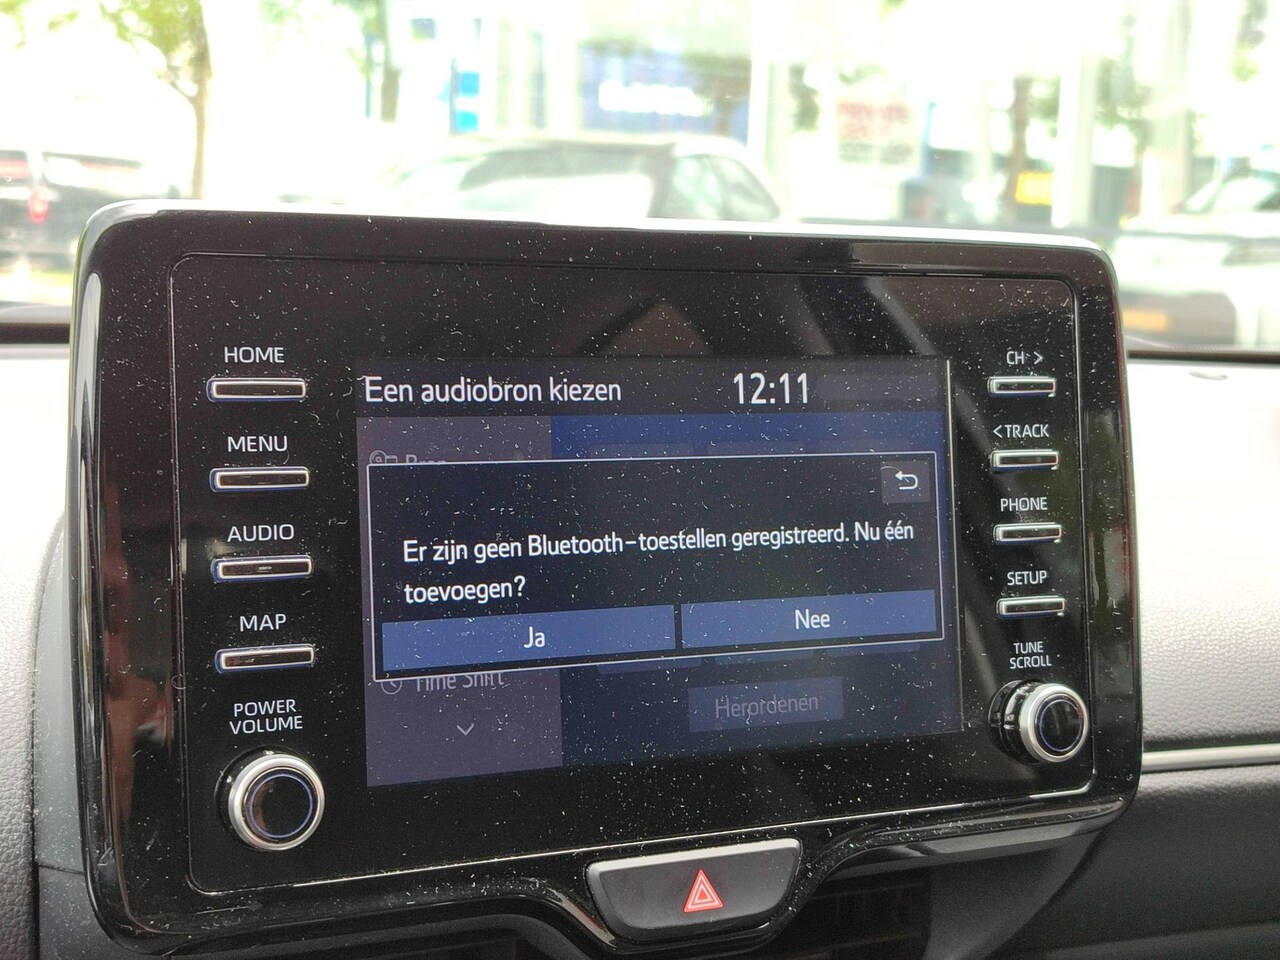 HOME
MENU
AUDIO
MAP
POWER
VOLUME
Een audiobron kiezen 12:11
Bron
Er zijn geen Bluetooth-toestellen geregistreerd. Nu één
toevoegen?
Ja Nee
Time Shift
Herordenen
CH >
< TRACK
PHONE
SETUP
TUNE
SCROLL